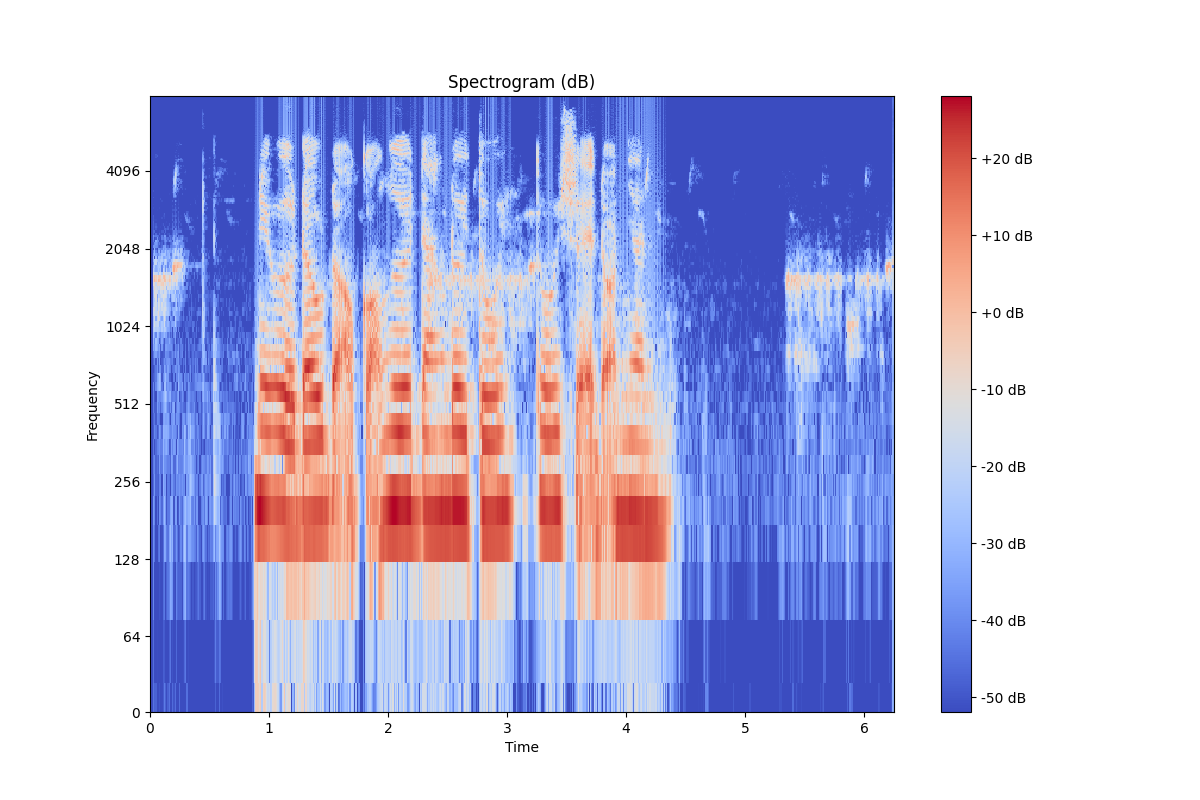 Spectrogram (dB)
Frequency
4096
2048
1024
512
256
128
64
0
0 1 2 3 4 5 6
Time
+20 dB
+10 dB
+0 dB
-10 dB
-20 dB
-30 dB
-40 dB
-50 dB